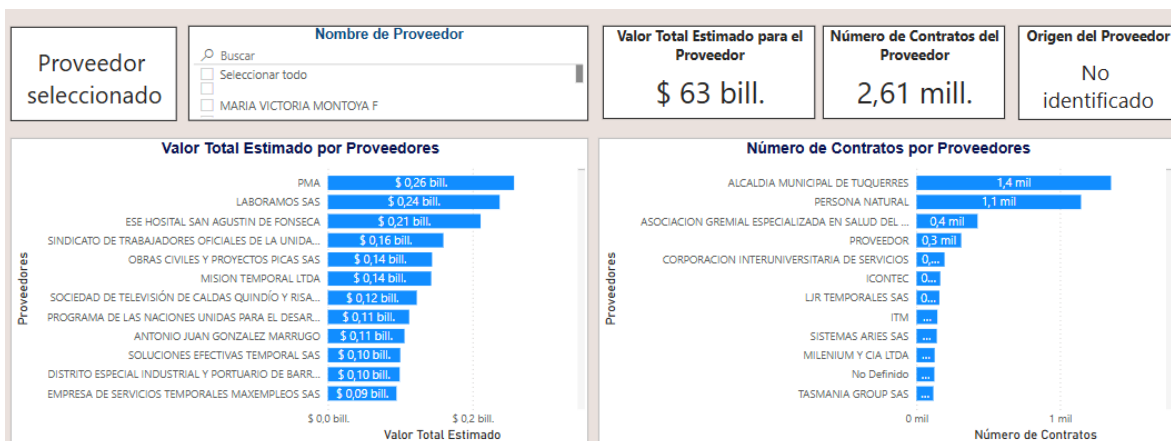 Proveedor
seleccionado
Nombre de Proveedor
Buscar
Seleccionar todo
MARIA VICTORIA MONTOYA F
Valor Total Estimado para el
Proveedor
$ 63 bill.
Número de Contratos del
Proveedor
2,61 mill.
Origen del Proveedor
No
identificado
Valor Total Estimado por Proveedores
Proveedores
PMA $ 0,26 bill.
LABORAMOS SAS $ 0,24 bill.
ESE HOSITAL SAN AGUSTIN DE FONSECA $ 0,21 bill.
SINDICATO DE TRABAJADORES OFICIALES DE LA UNIDA... $ 0,16 bill.
OBRAS CIVILES Y PROYECTOS PICAS SAS $ 0,14 bill.
MISION TEMPORAL LTDA $ 0,14 bill.
SOCIEDAD DE TELEVISIÓN DE CALDAS QUINDÍO Y RISA... $ 0,12 bill.
PROGRAMA DE LAS NACIONES UNIDAS PARA EL DESAR... $ 0,11 bill.
ANTONIO JUAN GONZALEZ MARRUGO $ 0,11 bill.
SOLUCIONES EFECTIVAS TEMPORAL SAS $ 0,10 bill.
DISTRITO ESPECIAL INDUSTRIAL Y PORTUARIO DE BARR... $ 0,10 bill.
EMPRESA DE SERVICIOS TEMPORALES MAXEMPLEOS SAS $ 0,09 bill.
$ 0,0 bill. $ 0,2 bill.
Valor Total Estimado
Número de Contratos por Proveedores
Proveedores
ALCALDIA MUNICIPAL DE TUQUERRES 1,4 mil
PERSONA NATURAL 1,1 mil
ASOCIACION GREMIAL ESPECIALIZADA EN SALUD DEL ... 0,4 mil
PROVEEDOR 0,3 mil
CORPORACION INTERUNIVERSITARIA DE SERVICIOS 0,...
ICONTEC 0...
LJR TEMPORALES SAS 0...
ITM ...
SISTEMAS ARIES SAS ...
MILENIUM Y CIA LTDA ...
No Definido ...
TASMANIA GROUP SAS ...
0 mil 1 mil
Número de Contratos